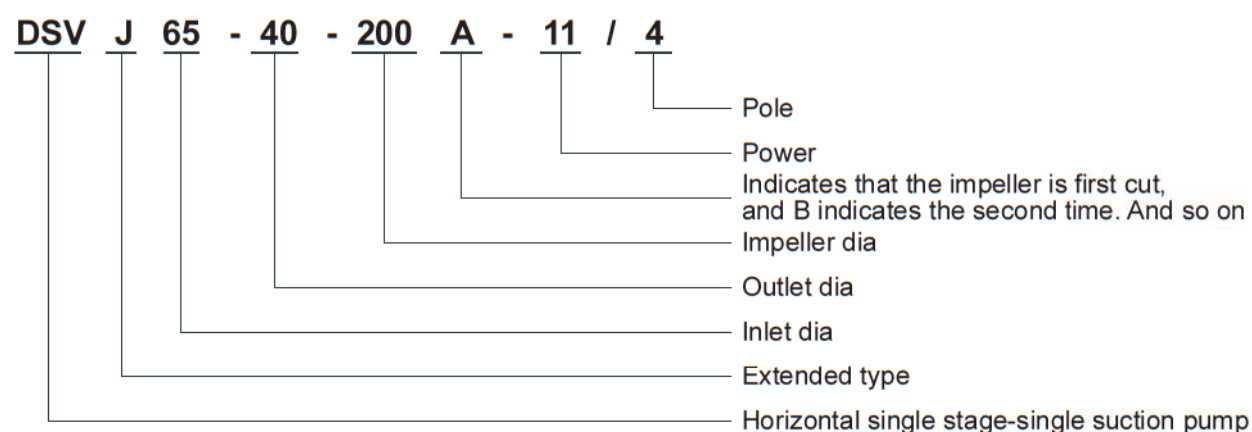 DSV J 65 - 40 - 200 A - 11 / 4
Pole
Power
Indicates that the impeller is first cut,
and B indicates the second time. And so on
Impeller dia
Outlet dia
Inlet dia
Extended type
Horizontal single stage-single suction pump